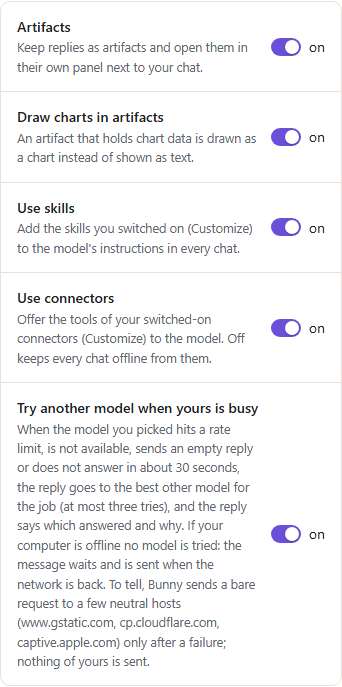 Artifacts
Keep replies as artifacts and open them in
their own panel next to your chat.
on
Draw charts in artifacts
An artifact that holds chart data is drawn as
a chart instead of shown as text.
on
Use skills
Add the skills you switched on (Customize)
to the model's instructions in every chat.
on
Use connectors
Offer the tools of your switched-on
connectors (Customize) to the model. Off
keeps every chat offline from them.
on
Try another model when yours is busy
When the model you picked hits a rate
limit, is not available, sends an empty reply
or does not answer in about 30 seconds,
the reply goes to the best other model for
the job (at most three tries), and the reply
says which answered and why. If your
computer is offline no model is tried: the
message waits and is sent when the
network is back. To tell, Bunny sends a bare
request to a few neutral hosts
(www.gstatic.com, cp.cloudflare.com,
captive.apple.com) only after a failure;
nothing of yours is sent.
on